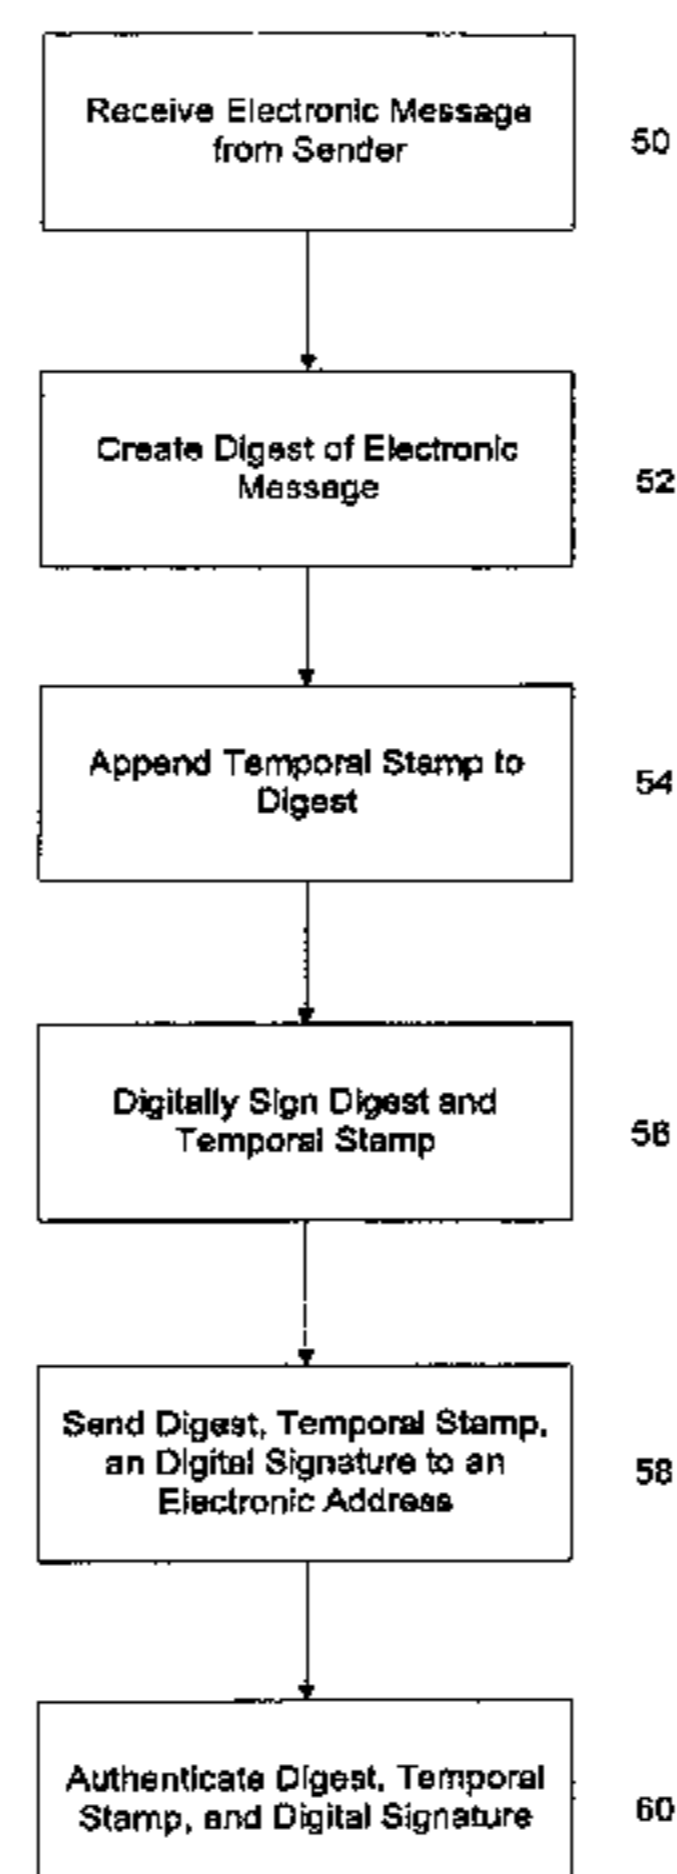 Receive Electronic Message
from Sender
50
Create Digest of Electronic
Message
52
Append Temporal Stamp to
Digest
54
Digitally Sign Digest and
Temporal Stamp
56
Send Digest, Temporal Stamp,
an Digital Signature to an
Electronic Address
58
Authenticate Digest, Temporal
Stamp, and Digital Signature
60